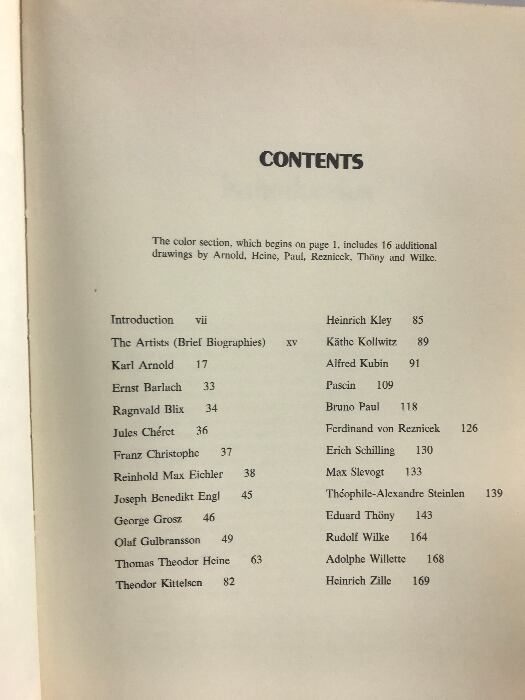 CONTENTS
The color section, which begins on page 1, includes 16 additional
drawings by Arnold, Heine, Paul, Reznicek, Thöny and Wilke.
Introduction vii
The Artists (Brief Biographies) xv
Karl Arnold 17
Ernst Barlach 33
Ragnvald Blix 34
Jules Chéret 36
Franz Christophe 37
Reinhold Max Eichler 38
Joseph Benedikt Engl 45
George Grosz 46
Olaf Gulbransson 49
Thomas Theodor Heine 63
Theodor Kittelsen 82
Heinrich Kley 85
Käthe Kollwitz 89
Alfred Kubin 91
Pascin 109
Bruno Paul 118
Ferdinand von Reznicek 126
Erich Schilling 130
Max Slevogt 133
Théophile-Alexandre Steinlen 139
Eduard Thöny 143
Rudolf Wilke 164
Adolphe Willette 168
Heinrich Zille 169